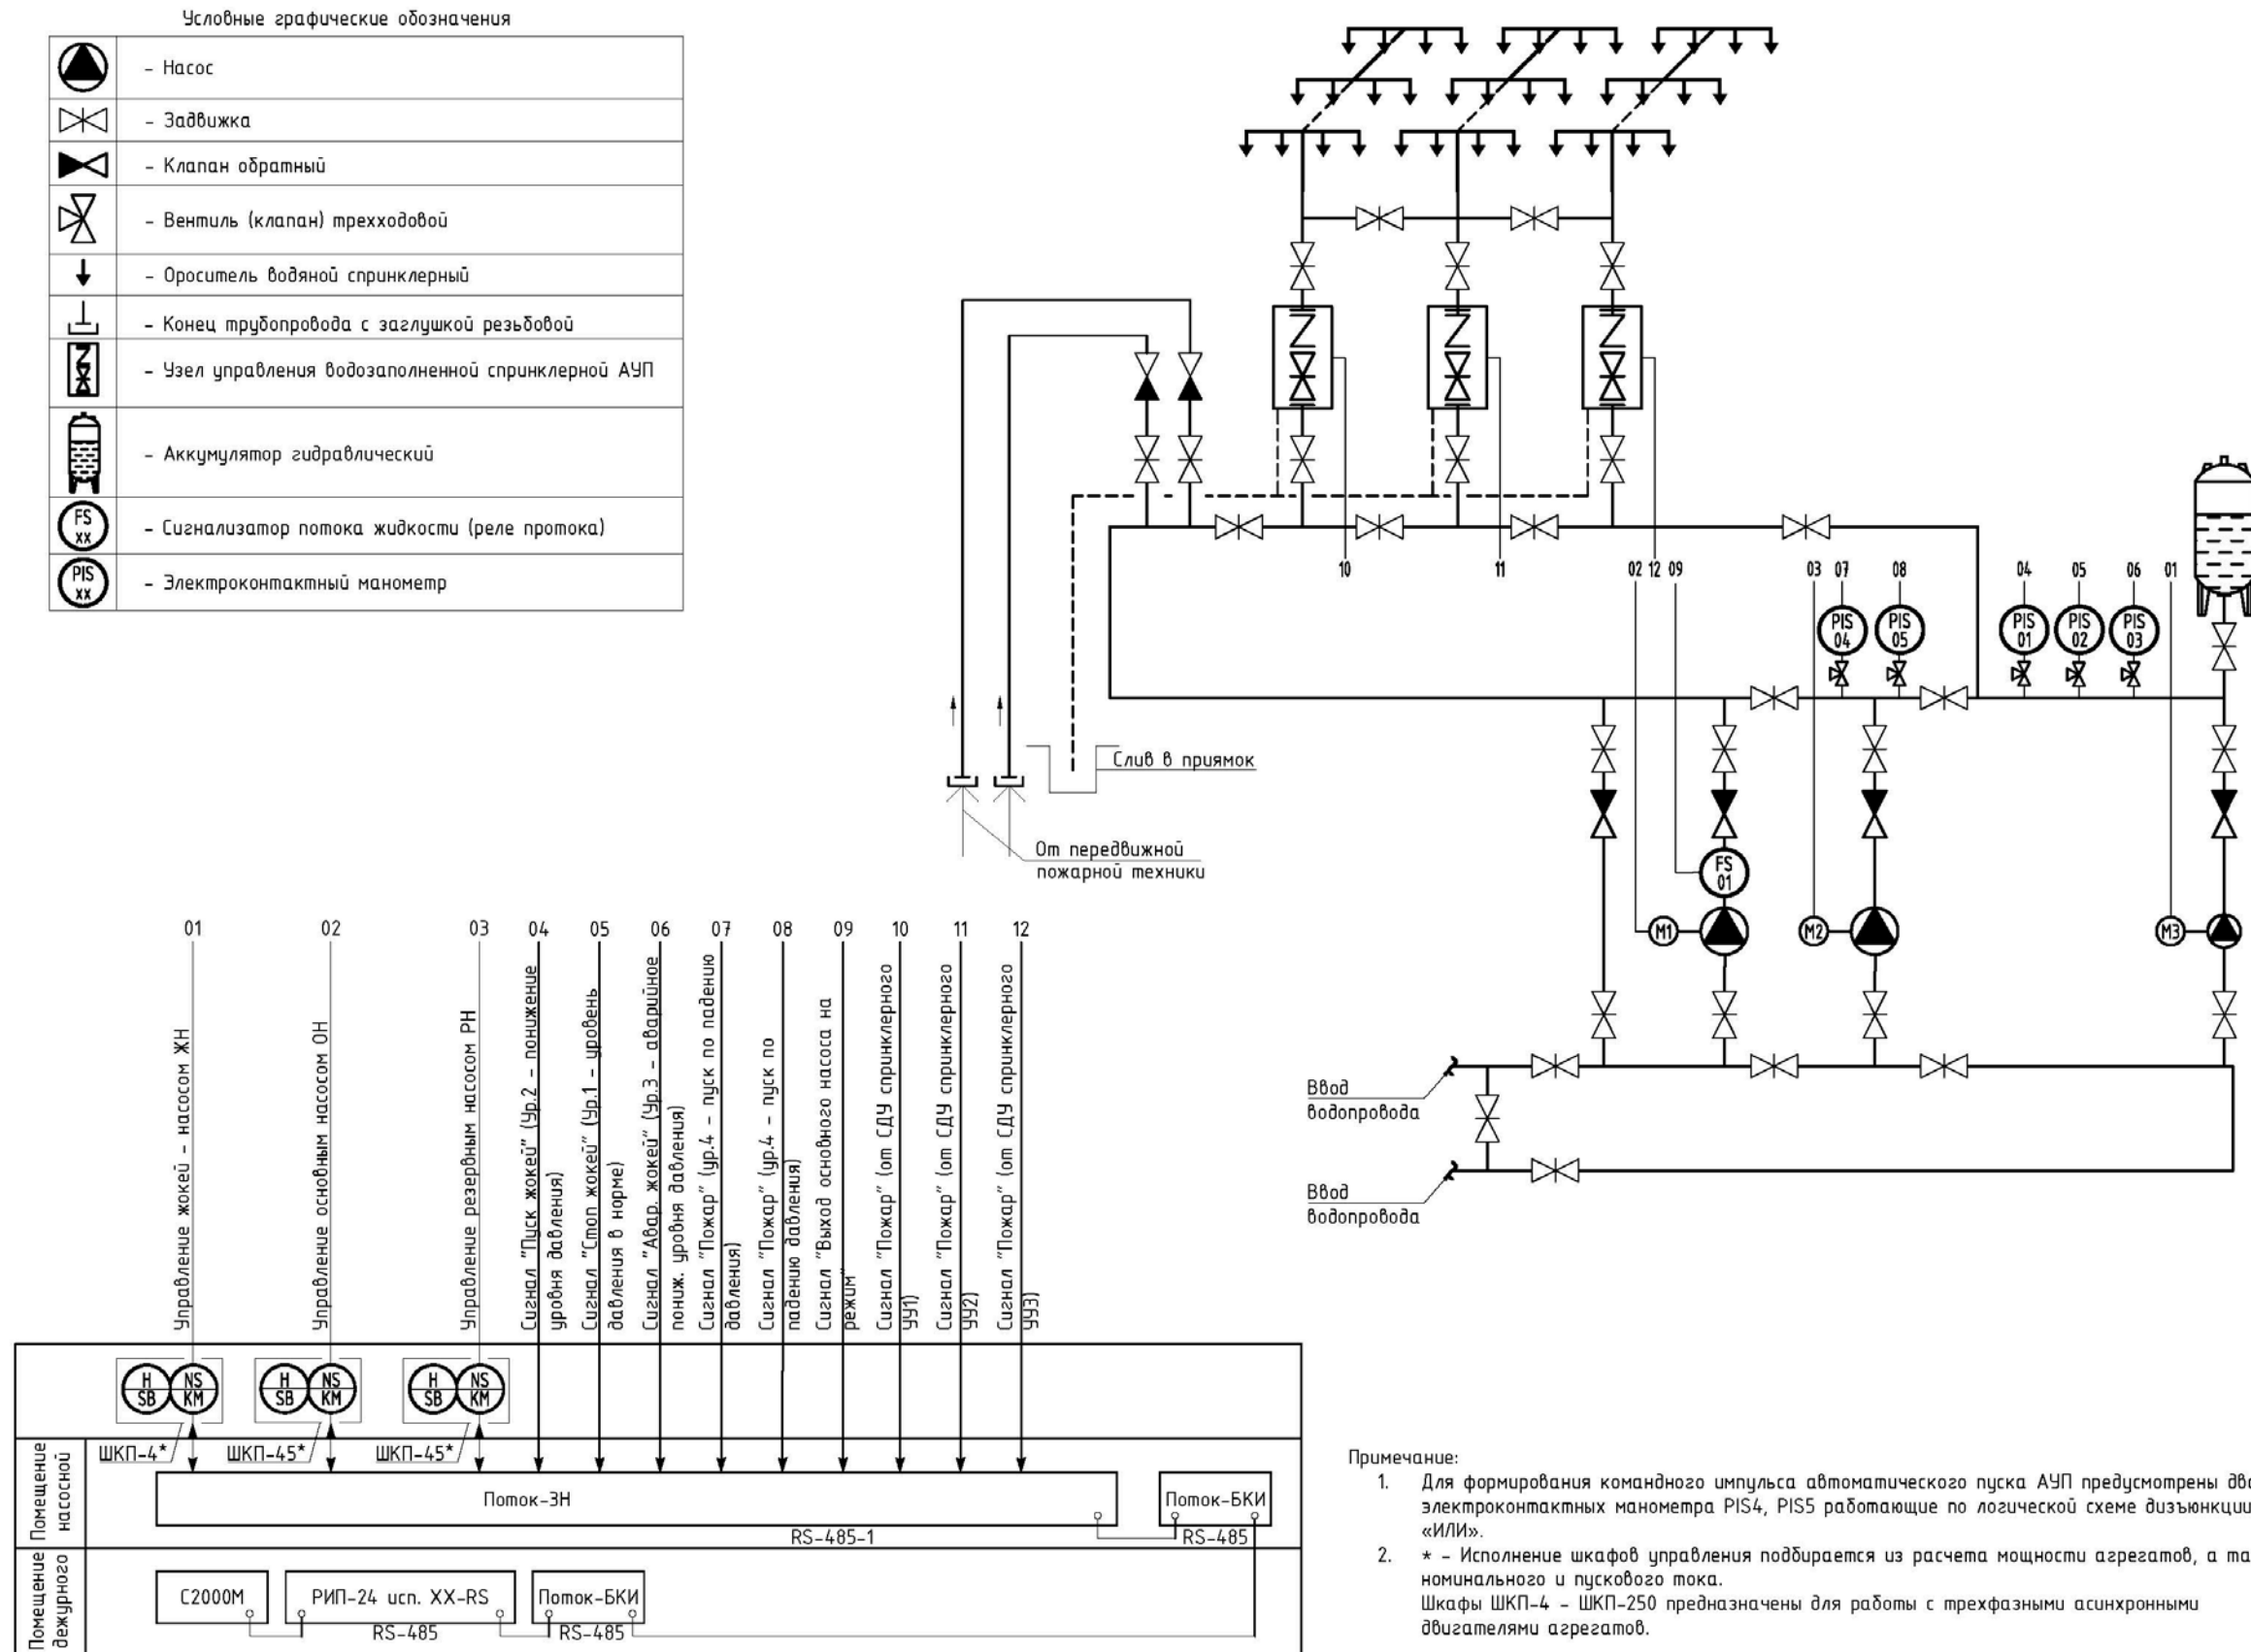 Условные графические обозначения
- Насос
- Задвижка
- Клапан обратный
- Вентиль (клапан) трехходовой
- Ороситель водяной спринклерный
- Конец трубопровода с заглушкой резьбовой
- Узел управления водозаполненной спринклерной АУП
- Аккумулятор гидравлический
FS
xx
- Сигнализатор потока жидкости (реле протока)
PIS
xx
- Электроконтактный манометр
10
11
02 12 09
03 07
08
04
05
06
01
PIS
04
PIS
05
PIS
01
PIS
02
PIS
03
Слив в приямок
От передвижной
пожарной техники
FS
01
М1
М2
М3
Ввод
водопровода
Ввод
водопровода
01
02
03
04
05
06
07
08
09
10
11
12
Управление жокей - насосом ЖН
Управление основным насосом ОН
Управление резервным насосом РН
Сигнал "Пуск жокей" (Ур.2 - понижение
уровня давления)
Сигнал "Стоп жокей" (Ур.1 - уровень
давления в норме)
Сигнал "Авар. жокей" (Ур.3 - аварийное
пониж. уровня давления)
Сигнал "Пожар" (ур.4 - пуск по падению
давления)
Сигнал "Пожар" (ур.4 - пуск по
падению давления)
Сигнал "Выход основного насоса на
режим"
Сигнал "Пожар" (от СДУ спринклерного
УУ1)
Сигнал "Пожар" (от СДУ спринклерного
УУ2)
Сигнал "Пожар" (от СДУ спринклерного
УУ3)
H
SB
NS
KM
H
SB
NS
KM
H
SB
NS
KM
ШКП-4*
ШКП-45*
ШКП-45*
Помещение
насосной
Поток-3Н
Поток-БКИ
RS-485-1
RS-485
Помещение
дежурного
С2000М
РИП-24 исп. ХХ-RS
Поток-БКИ
RS-485
RS-485
Примечание:
1. Для формирования командного импульса автоматического пуска АУП предусмотрены
электроконтактных манометра PIS4, PIS5 работающие по логической схеме дизъюнкции
«ИЛИ».
2. * - Исполнение шкафов управления подбирается из расчета мощности агрегатов, а
номинального и пускового тока.
Шкафы ШКП-4 - ШКП-250 предназначены для работы с трехфазными асинхронными
двигателями агрегатов.